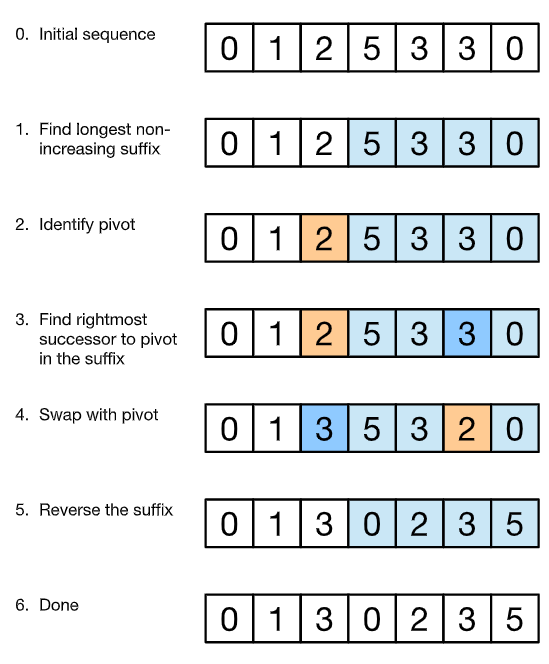 0. Initial sequence
0 1 2 5 3 3 0
1. Find longest non-
increasing suffix
0 1 2 5 3 3 0
2. Identify pivot
0 1 2 5 3 3 0
3. Find rightmost
successor to pivot
in the suffix
0 1 2 5 3 3 0
4. Swap with pivot
0 1 3 5 3 2 0
5. Reverse the suffix
0 1 3 0 2 3 5
6. Done
0 1 3 0 2 3 5